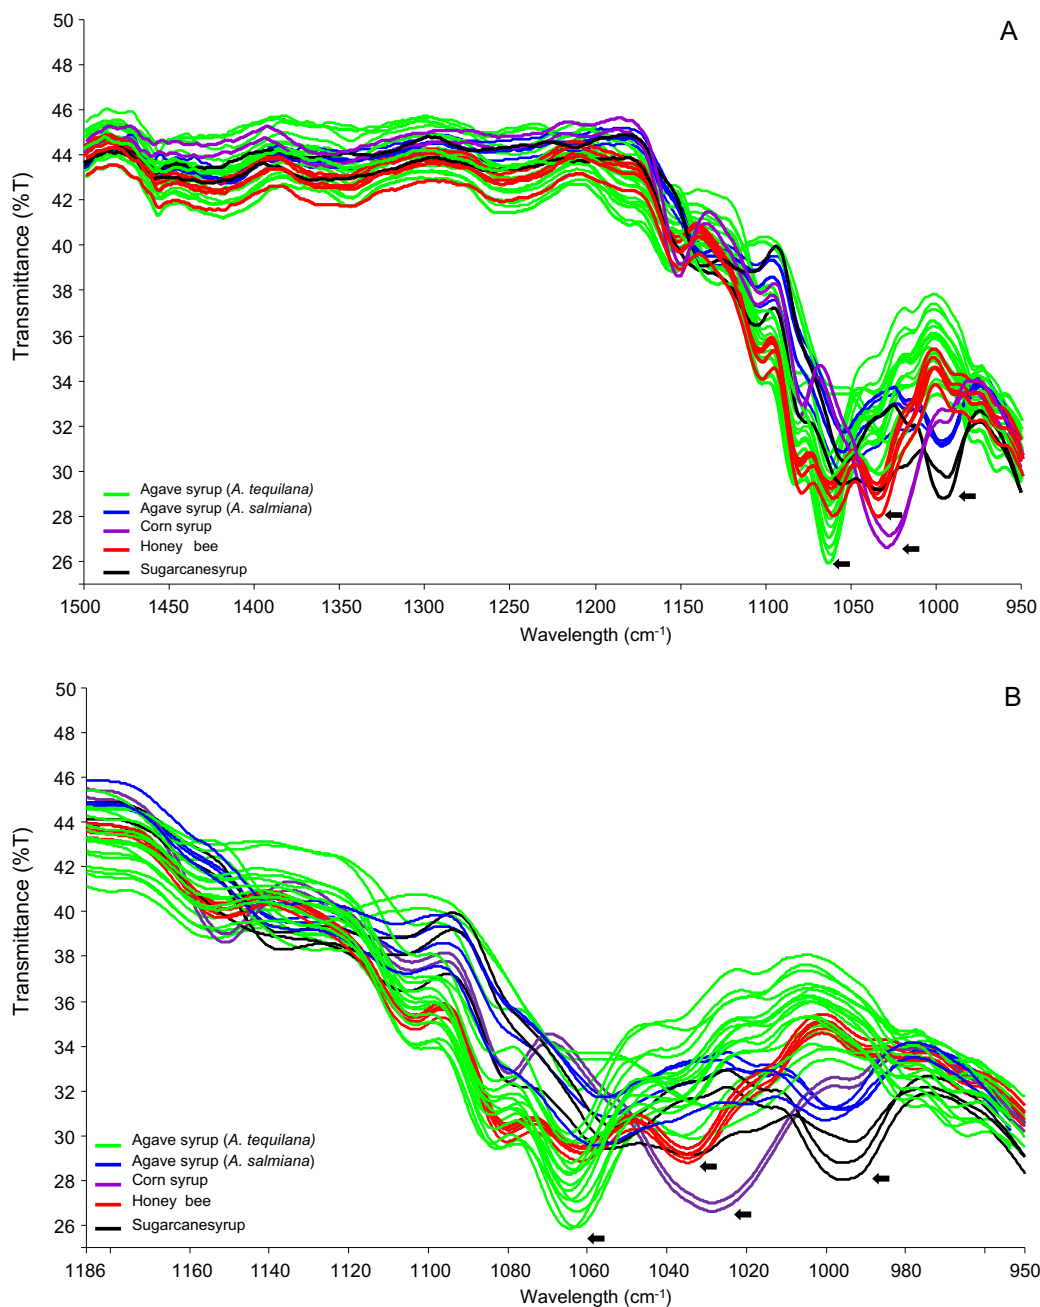 A
50
48
46
44
42
40
38
36
34
32
30
28
26
Transmittance (%T)
Agave syrup (A. tequilana)
Agave syrup (A. salmiana)
Corn syrup
Honey bee
Sugarcanesyrup
1500 1450 1400 1350 1300 1250 1200 1150 1100 1050 1000 950
Wavelength (cm-1)
B
50
48
46
44
42
40
38
36
34
32
30
28
26
Transmittance (%T)
Agave syrup (A. tequilana)
Agave syrup (A. salmiana)
Corn syrup
Honey bee
Sugarcanesyrup
1186 1160 1140 1120 1100 1080 1060 1040 1020 1000 980 950
Wavelength (cm-1)